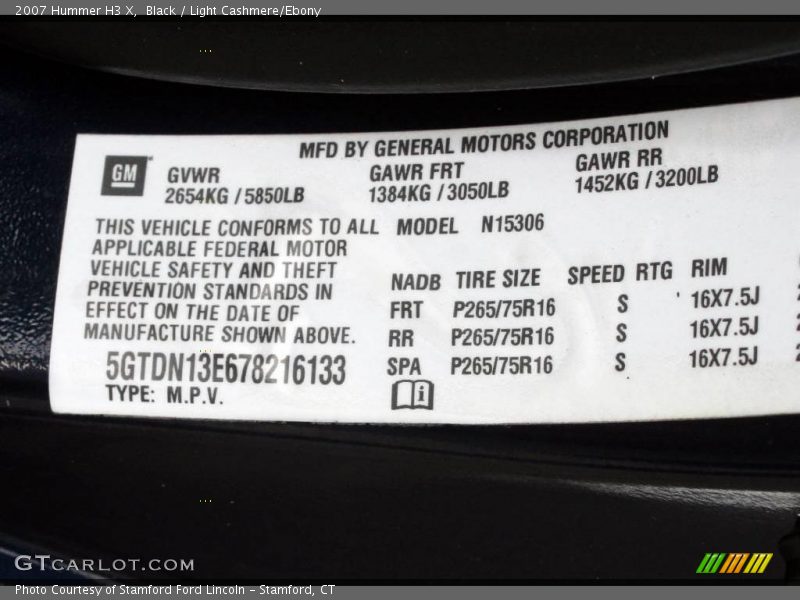 2007 Hummer H3 X, Black / Light Cashmere/Ebony
MFD BY GENERAL MOTORS CORPORATION
GM GVWR GAWR FRT GAWR RR
2654KG / 5850LB 1384KG / 3050LB 1452KG / 3200LB
THIS VEHICLE CONFORMS TO ALL MODEL N15306
APPLICABLE FEDERAL MOTOR
VEHICLE SAFETY AND THEFT
PREVENTION STANDARDS IN
EFFECT ON THE DATE OF
MANUFACTURE SHOWN ABOVE.
5GTDN13E678216133
TYPE: M.P.V.
NADB TIRE SIZE SPEED RTG RIM
FRT P265/75R16 S 16X7.5J
RR P265/75R16 S 16X7.5J
SPA P265/75R16 S 16X7.5J
GTCARLOT.COM
Photo Courtesy of Stamford Ford Lincoln - Stamford, CT